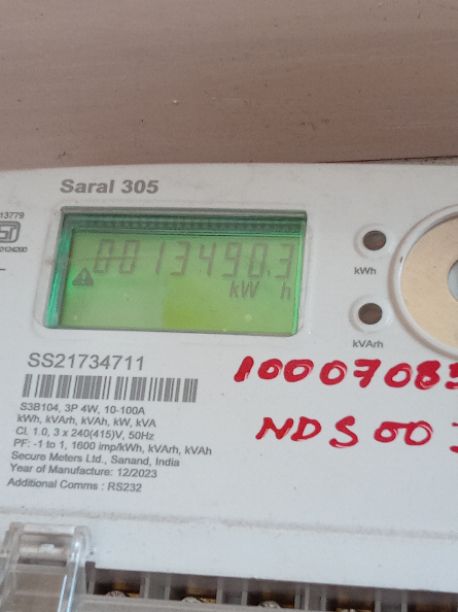 Saral 305
13779
0013490.3
kW h
kWh
kVArh
SS21734711
S3B104, 3P 4W, 10-100A
kWh, kVArh, kVAh, kW, kVA
Cl. 1.0, 3 x 240(415)V, 50Hz
PF: -1 to 1, 1600 imp/kWh, kVArh, kVAh
Secure Meters Ltd., Sanand, India
Year of Manufacture: 12/2023
Additional Comms : RS232
NDS 00